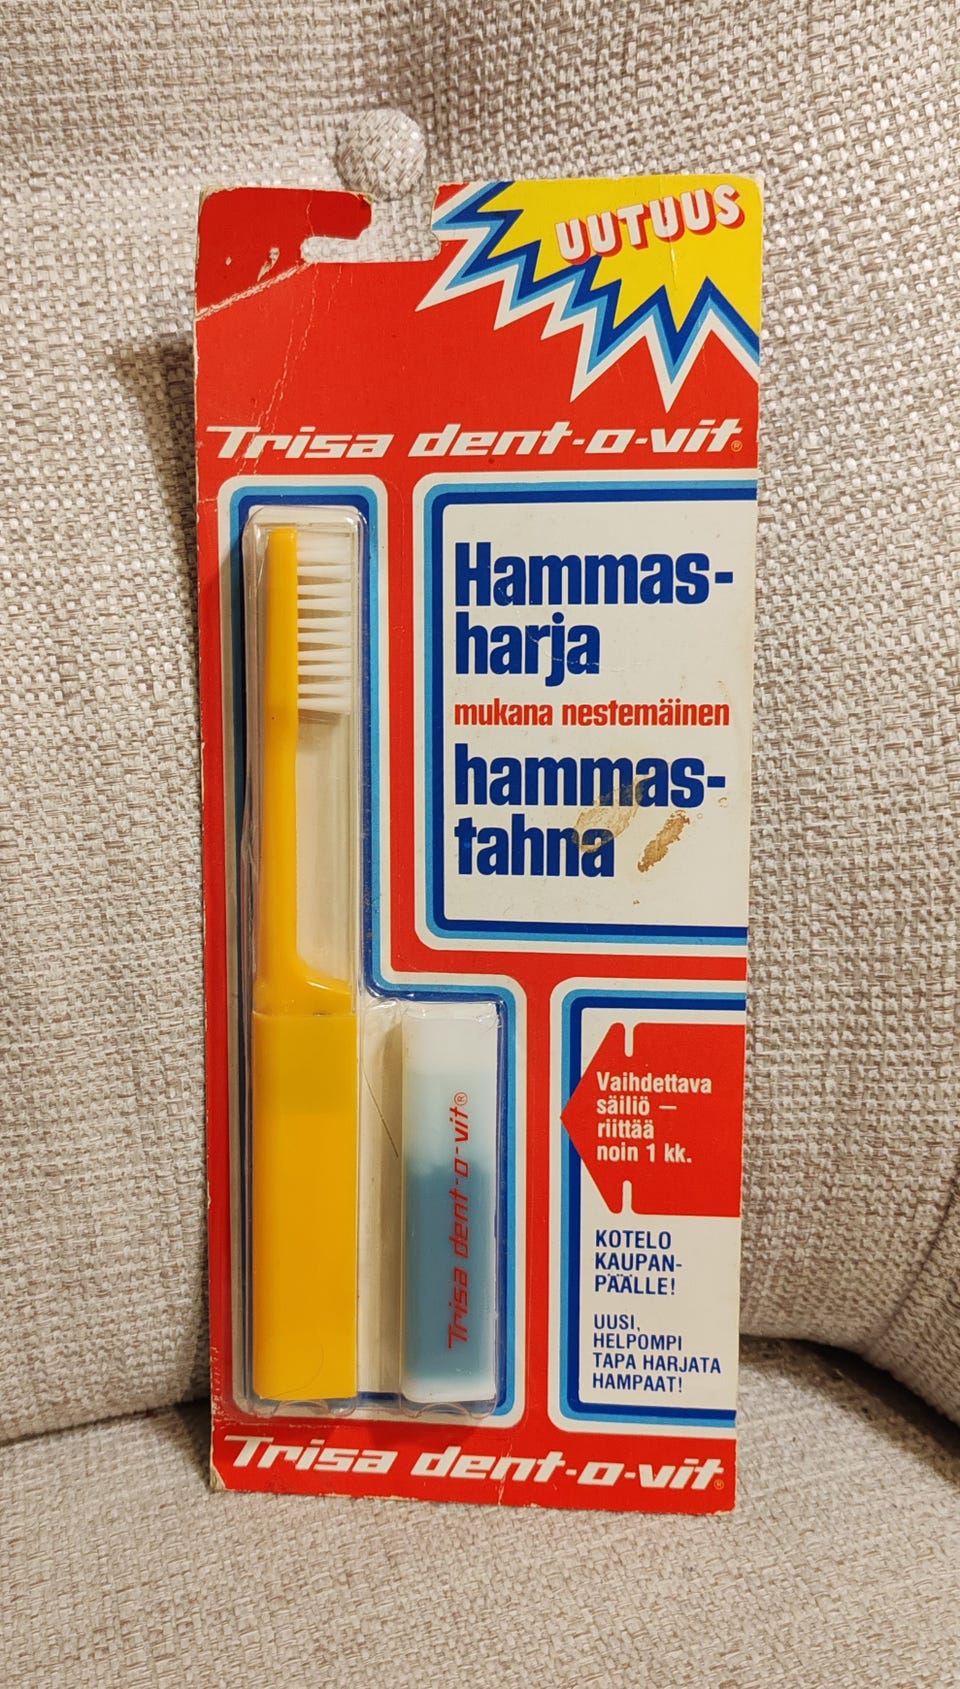 UUTUUS
Trisa dent-o-vit®
Hammas-
harja
mukana nestemäinen
hammas-
tahna
Trisa dent-o-vit®
Vaihdettava
säiliö —
riittää
noin 1 kk.
KOTELO
KAUPAN-
PÄÄLLE!
UUSI,
HELPOMPI
TAPA HARJATA
HAMPAAT!
Trisa dent-o-vit®